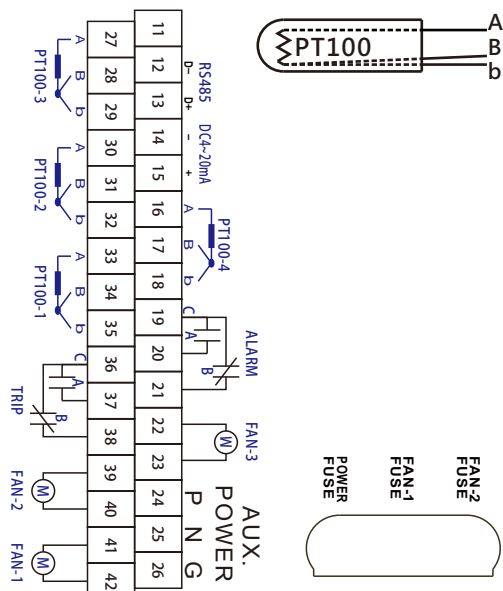 A
PT100
B
b
11
12
13
14
15
16
17
18
19
20
21
22
23
24
25
26
27
28
29
30
31
32
33
34
35
36
37
38
39
40
41
42
D-
D+
RS485
-
+
DC4~20mA
A
B
b
PT100-4
C
A
B
ALARM
W
FAN-3
P N G
AUX.
POWER
A
B
b
PT100-3
A
B
b
PT100-2
A
B
b
PT100-1
C
A
B
TRIP
M
FAN-2
M
FAN-1
POWER
FUSE
FAN-1
FUSE
FAN-2
FUSE